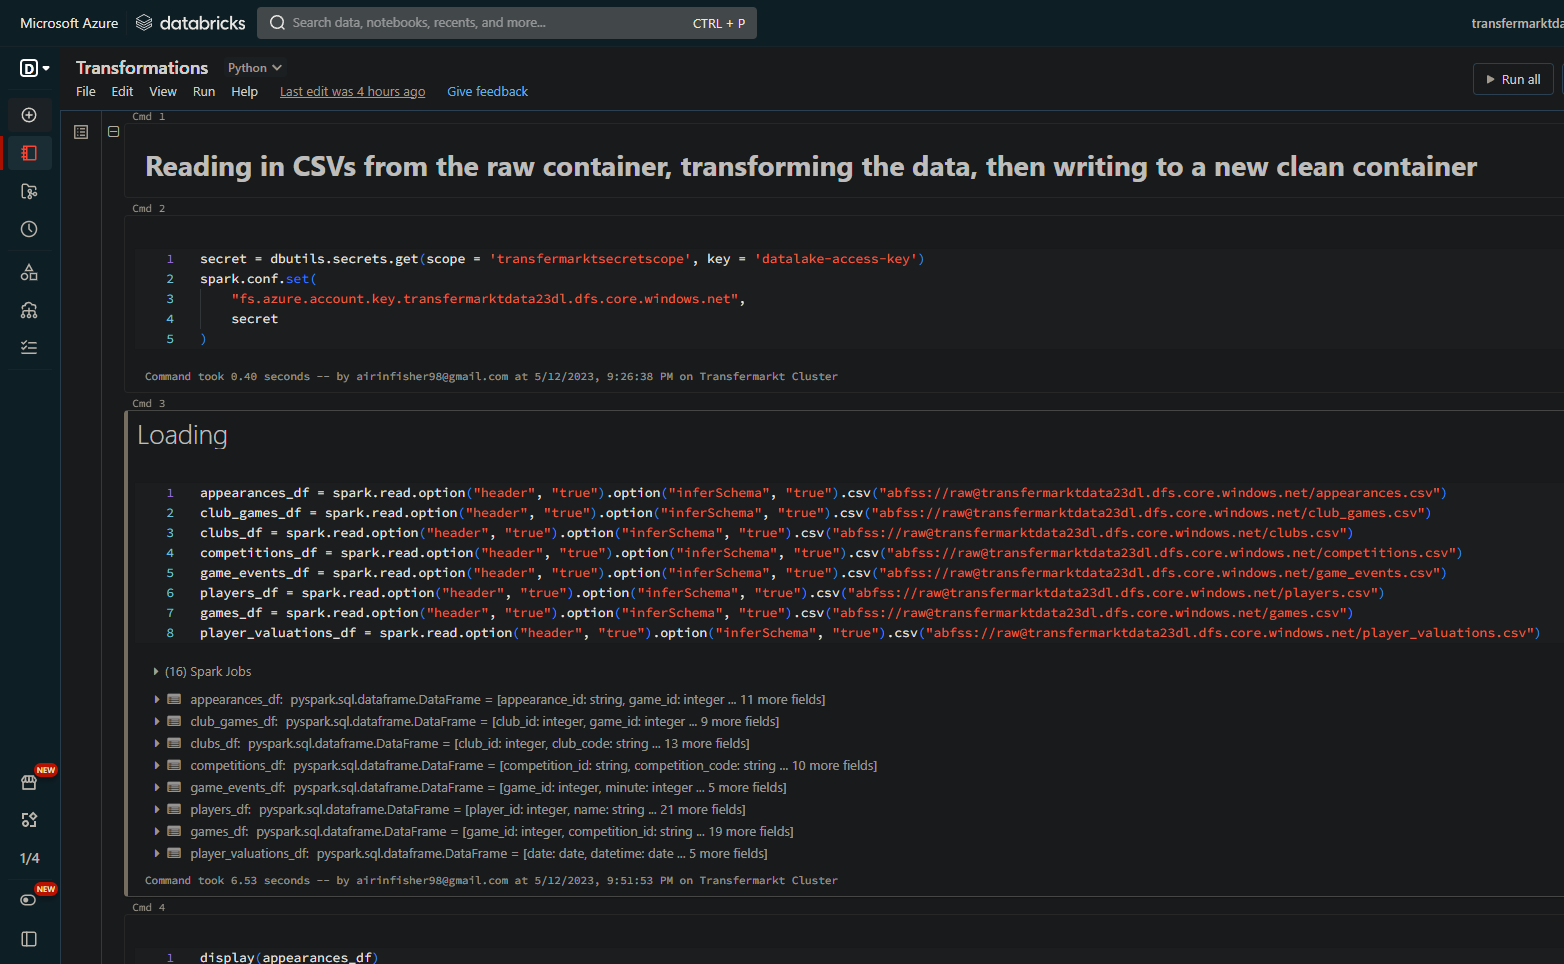 Microsoft Azure databricks Search data, notebooks, recents, and more... CTRL + P transfermarktda
D Transformations Python
File Edit View Run Help Last edit was 4 hours ago Give feedback Run all
Cmd 1
Reading in CSVs from the raw container, transforming the data, then writing to a new clean container
Cmd 2
1 secret = dbutils.secrets.get(scope = 'transfermarktsecretscope', key = 'datalake-access-key')
2 spark.conf.set(
3 "fs.azure.account.key.transfermarktdata23dl.dfs.core.windows.net",
4 secret
5 )
Command took 0.40 seconds -- by airinfisher98@gmail.com at 5/12/2023, 9:26:38 PM on Transfermarkt Cluster
Cmd 3
Loading
1 appearances_df = spark.read.option("header", "true").option("inferSchema", "true").csv("abfss://raw@transfermarktdata23dl.dfs.core.windows.net/appearances.csv")
2 club_games_df = spark.read.option("header", "true").option("inferSchema", "true").csv("abfss://raw@transfermarktdata23dl.dfs.core.windows.net/club_games.csv")
3 clubs_df = spark.read.option("header", "true").option("inferSchema", "true").csv("abfss://raw@transfermarktdata23dl.dfs.core.windows.net/clubs.csv")
4 competitions_df = spark.read.option("header", "true").option("inferSchema", "true").csv("abfss://raw@transfermarktdata23dl.dfs.core.windows.net/competitions.csv")
5 game_events_df = spark.read.option("header", "true").option("inferSchema", "true").csv("abfss://raw@transfermarktdata23dl.dfs.core.windows.net/game_events.csv")
6 players_df = spark.read.option("header", "true").option("inferSchema", "true").csv("abfss://raw@transfermarktdata23dl.dfs.core.windows.net/players.csv")
7 games_df = spark.read.option("header", "true").option("inferSchema", "true").csv("abfss://raw@transfermarktdata23dl.dfs.core.windows.net/games.csv")
8 player_valuations_df = spark.read.option("header", "true").option("inferSchema", "true").csv("abfss://raw@transfermarktdata23dl.dfs.core.windows.net/player_valuations.csv")
(16) Spark Jobs
appearances_df: pyspark.sql.dataframe.DataFrame = [appearance_id: string, game_id: integer ... 11 more fields]
club_games_df: pyspark.sql.dataframe.DataFrame = [club_id: integer, game_id: integer ... 9 more fields]
clubs_df: pyspark.sql.dataframe.DataFrame = [club_id: integer, club_code: string ... 13 more fields]
competitions_df: pyspark.sql.dataframe.DataFrame = [competition_id: string, competition_code: string ... 10 more fields]
game_events_df: pyspark.sql.dataframe.DataFrame = [game_id: integer, minute: integer ... 5 more fields]
players_df: pyspark.sql.dataframe.DataFrame = [player_id: integer, name: string ... 21 more fields]
games_df: pyspark.sql.dataframe.DataFrame = [game_id: integer, competition_id: string ... 19 more fields]
player_valuations_df: pyspark.sql.dataframe.DataFrame = [date: date, datetime: date ... 5 more fields]
Command took 6.53 seconds -- by airinfisher98@gmail.com at 5/12/2023, 9:51:53 PM on Transfermarkt Cluster
Cmd 4
1 display(appearances_df)
NEW
1/4
NEW